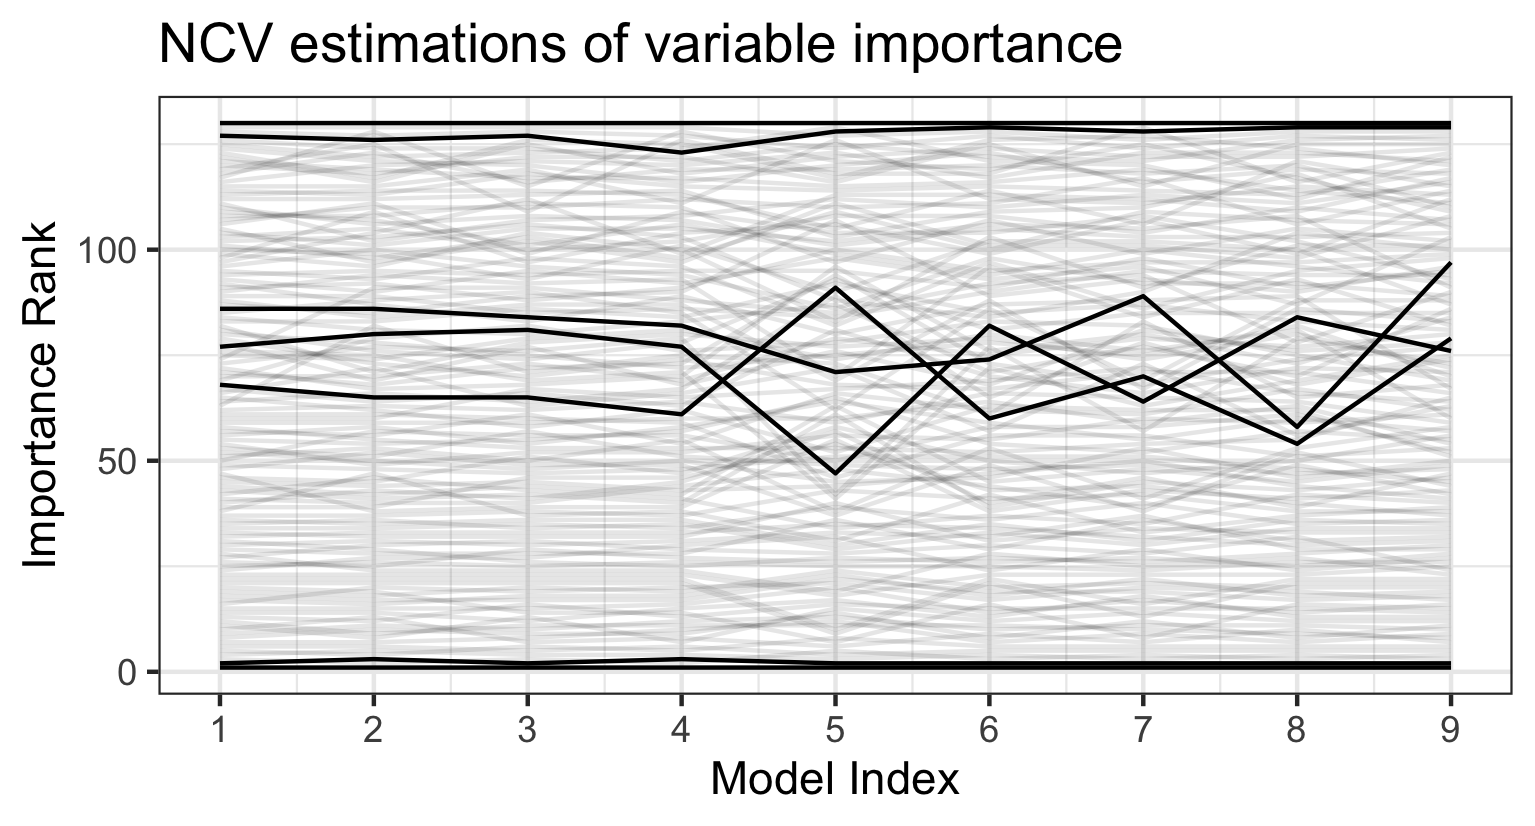 NCV estimations of variable importance
Importance Rank
100
50
0
1 2 3 4 5 6 7 8 9
Model Index